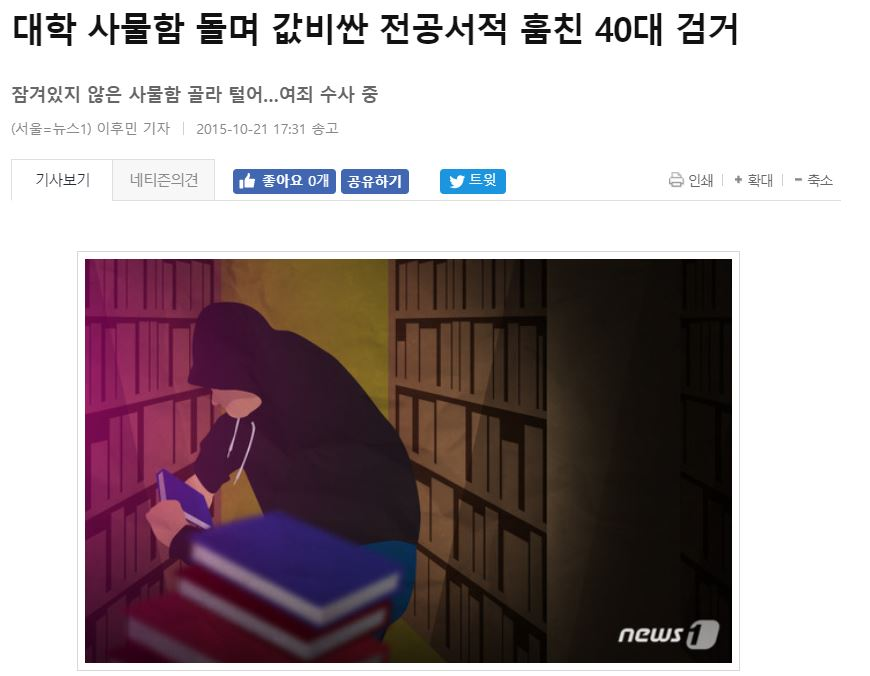 대학 사물함 돌며 값비싼 전공서적 훔친 40대 검거
잠겨있지 않은 사물함 골라 털어...여죄 수사 중
(서울=뉴스1) 이후민 기자 | 2015-10-21 17:31 송고
기사보기 네티즌의견 좋아요 0개 공유하기 트윗 인쇄 | + 확대 | - 축소
news1